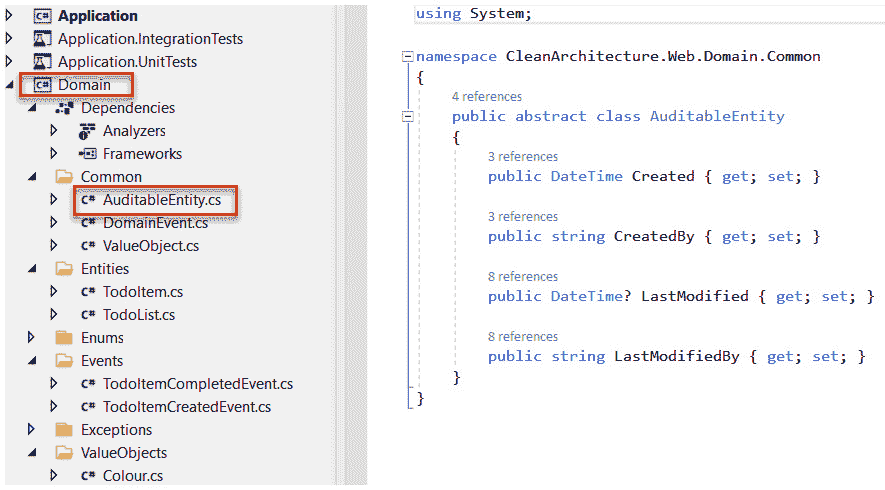 C# Application
Application.IntegrationTests
Application.UnitTests
C# Domain
Dependencies
Analyzers
Frameworks
Common
C# AuditableEntity.cs
C# DomainEvent.cs
C# ValueObject.cs
Entities
C# TodoItem.cs
C# TodoList.cs
Enums
Events
C# TodoItemCompletedEvent.cs
C# TodoItemCreatedEvent.cs
Exceptions
ValueObjects
C# Colour.cs
using System;
namespace CleanArchitecture.Web.Domain.Common
{
4 references
public abstract class AuditableEntity
{
3 references
public DateTime Created { get; set; }
3 references
public string CreatedBy { get; set; }
8 references
public DateTime? LastModified { get; set; }
8 references
public string LastModifiedBy { get; set; }
}
}